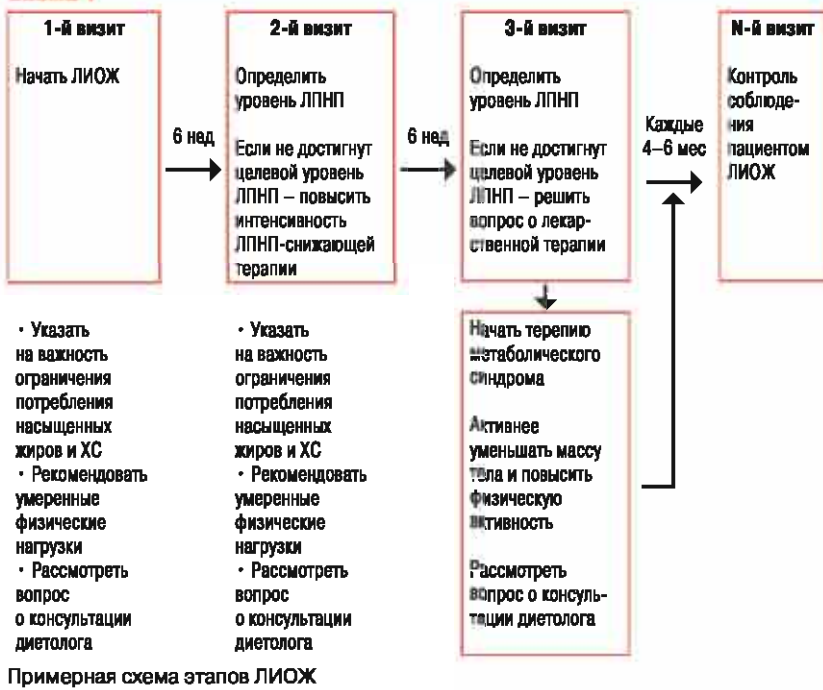 1-й визит
Начать ЛИОЖ
6 нед
2-й визит
Определить
уровень ЛПНП
Если не достигнут
целевой уровень
ЛПНП – повысить
интенсивность
ЛПНП-снижающей
терапии
6 нед
3-й визит
Определить
уровень ЛПНП
Если не достигнут
целевой уровень
ЛПНП – решить
вопрос о лекар-
ственной терапии
Каждые
4–6 мес
N-й визит
Контроль
соблюде-
ния
пациентом
ЛИОЖ
• Указать
на важность
ограничения
потребления
насыщенных
жиров и ХС
• Рекомендовать
умеренные
физические
нагрузки
• Рассмотреть
вопрос
о консультации
диетолога
• Указать
на важность
ограничения
потребления
насыщенных
жиров и ХС
• Рекомендовать
умеренные
физические
нагрузки
• Рассмотреть
вопрос
о консультации
диетолога
Начать терепию
метаболического
синдрома
Активнее
уменьшать массу
тела и повысить
физическую
активность
Рассмотреть
вопрос о консуль-
тации диетолога
Примерная схема этапов ЛИОЖ